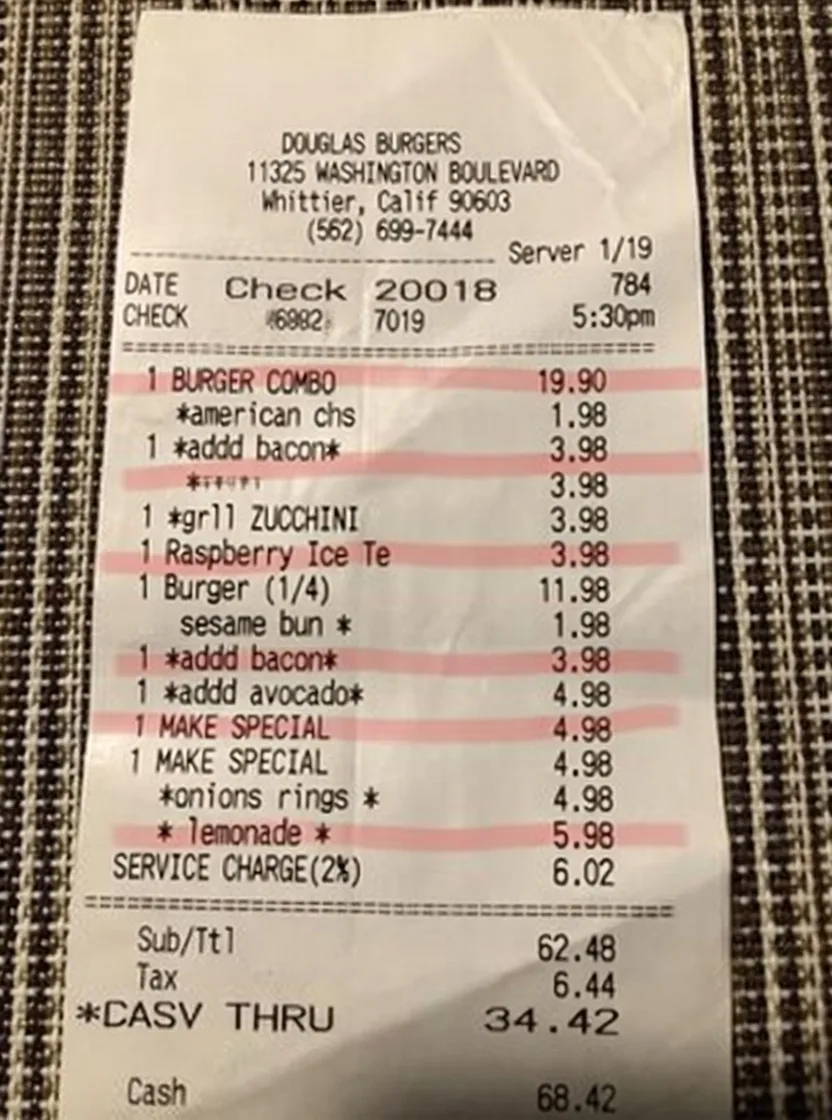 DOUGLAS BURGERS
11325 WASHINGTON BOULEVARD
Whittier, Calif 90603
(562) 699-7444
Server 1/19
DATE Check 20018 784
CHECK 7019 5:30pm
1 BURGER COMBO 19.90
*american chs 1.98
1 *addd bacon* 3.98
* 3.98
1 *grll ZUCCHINI 3.98
1 Raspberry Ice Te 3.98
1 Burger (1/4) 11.98
sesame bun * 1.98
1 *addd bacon* 3.98
1 *addd avocado* 4.98
1 MAKE SPECIAL 4.98
1 MAKE SPECIAL 4.98
*onions rings * 4.98
* lemonade * 5.98
SERVICE CHARGE(2%) 6.02
Sub/Ttl 62.48
Tax 6.44
*CASV THRU 34.42
Cash 68.42